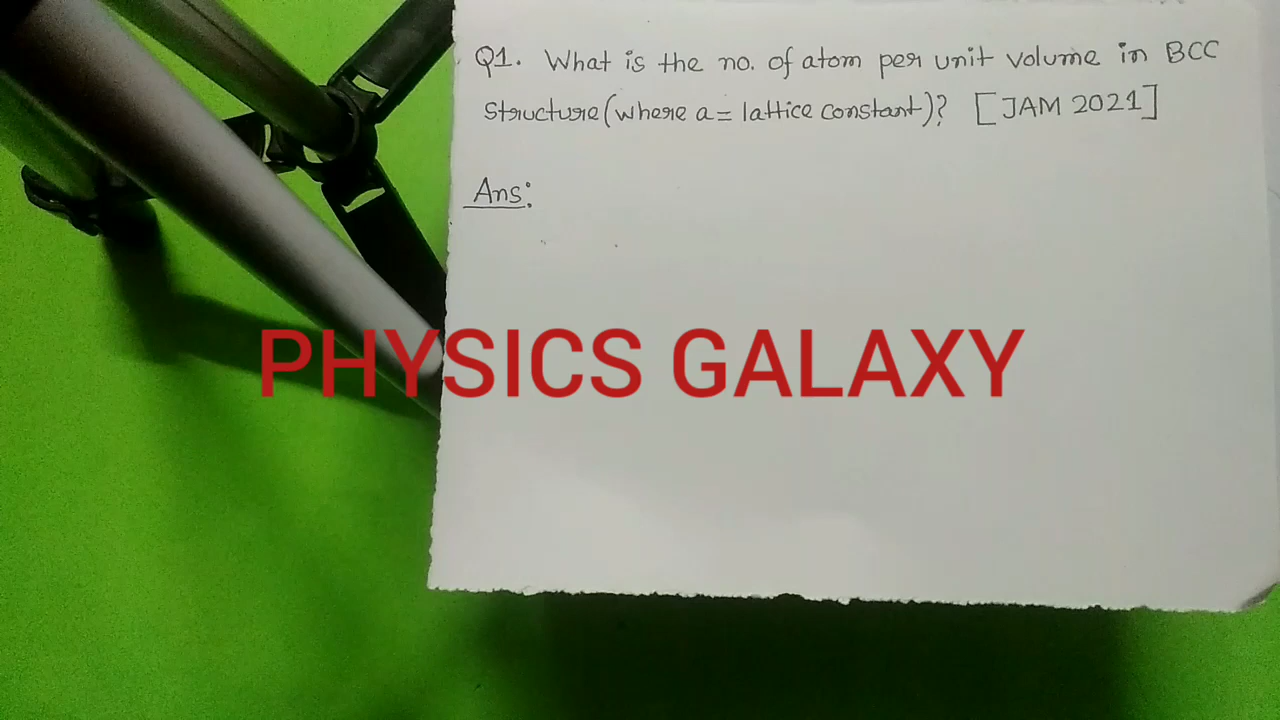 Q1. What is the no. of atom per unit volume in BCC
Structure (where a = lattice constant)? [JAM 2021]
Ans:
PHYSICS GALAXY